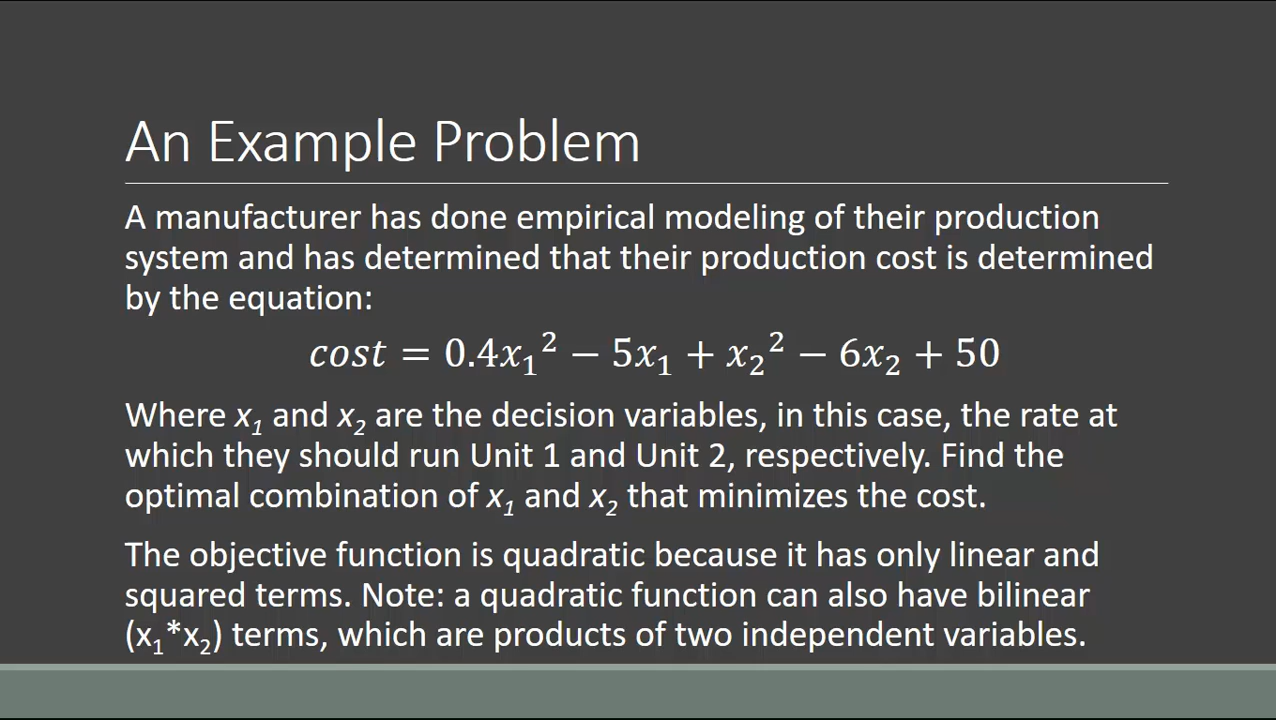 An Example Problem
A manufacturer has done empirical modeling of their production
system and has determined that their production cost is determined
by the equation:
cost = 0.4x₁² − 5x₁ + x₂² − 6x₂ + 50
Where x₁ and x₂ are the decision variables, in this case, the rate at
which they should run Unit 1 and Unit 2, respectively. Find the
optimal combination of x₁ and x₂ that minimizes the cost.
The objective function is quadratic because it has only linear and
squared terms. Note: a quadratic function can also have bilinear
(x₁*x₂) terms, which are products of two independent variables.